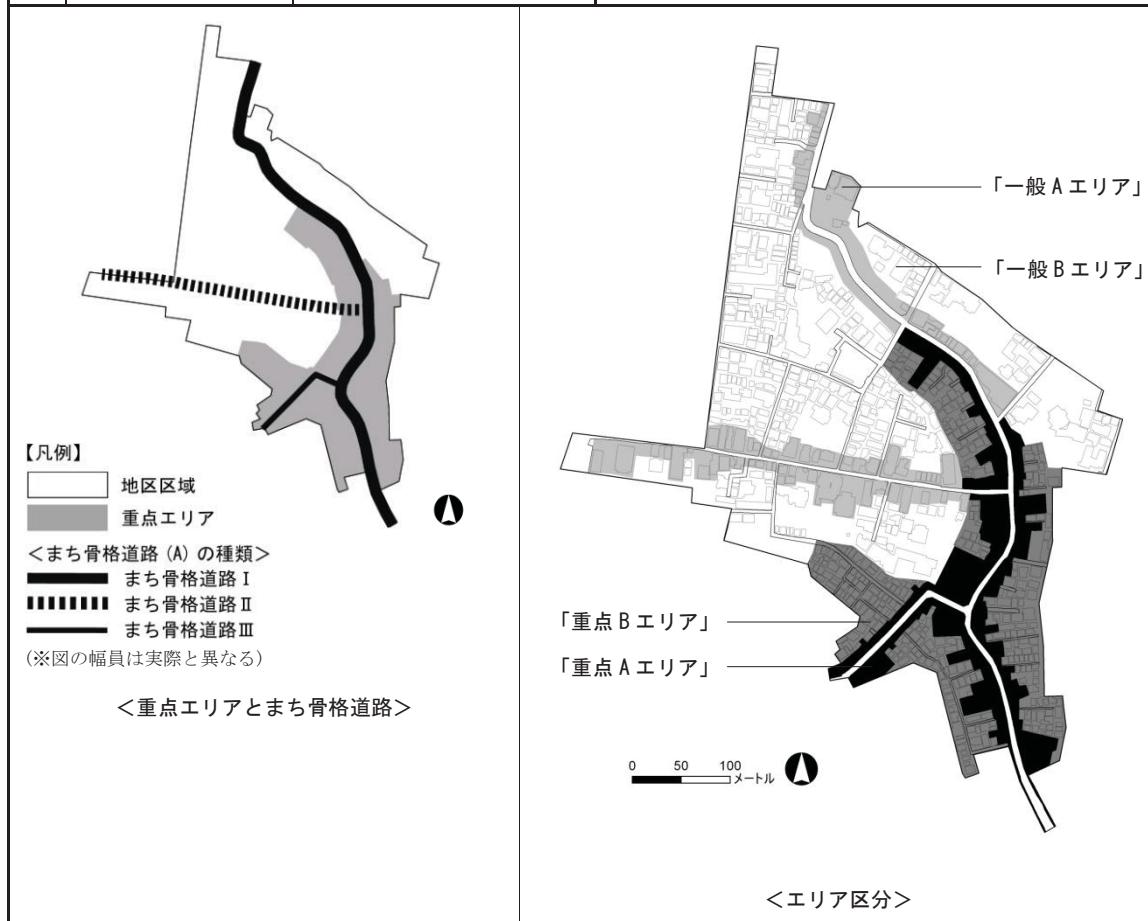 【凡例】
地区区域
重点エリア
＜まち骨格道路（A）の種類＞
まち骨格道路Ⅰ
まち骨格道路Ⅱ
まち骨格道路Ⅲ
(※図の幅員は実際と異なる)
＜重点エリアとまち骨格道路＞
「一般Aエリア」
「一般Bエリア」
「重点Bエリア」
「重点Aエリア」
0 50 100
メートル
＜エリア区分＞